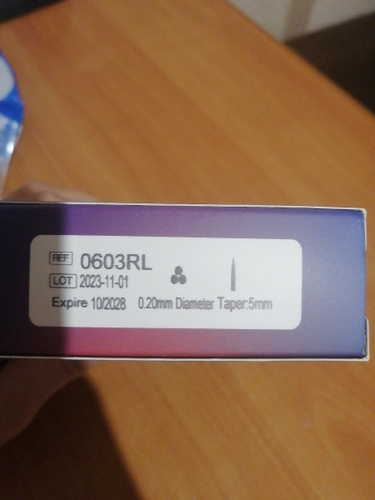 REF 0603RL
LOT 2023-11-01
Expire 10/2028 0.20mm Diameter Taper:5mm